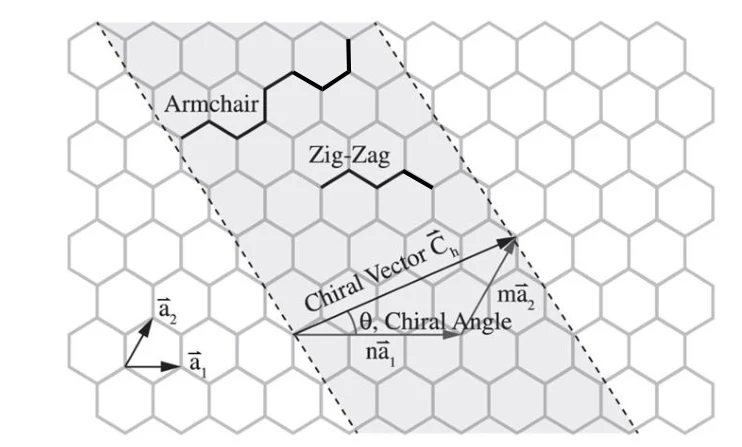 Armchair
Zig-Zag
Chiral Vector C⃗h
θ, Chiral Angle
ma⃗2
na⃗1
a⃗2
a⃗1